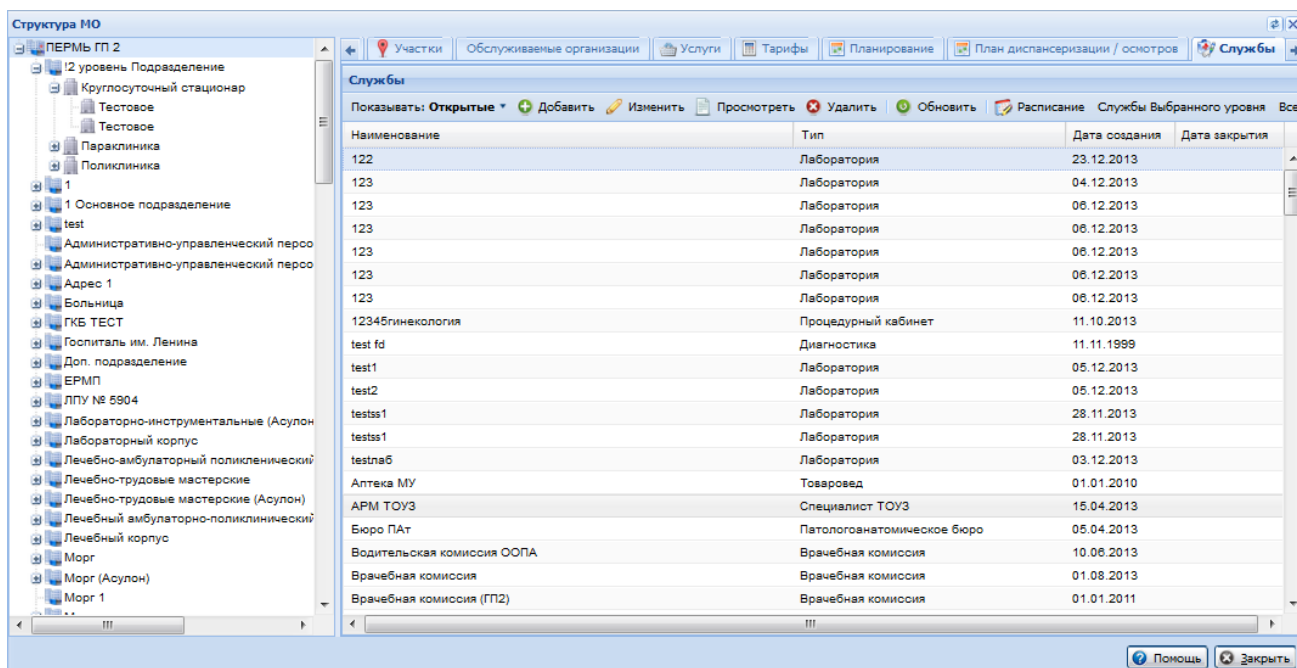 Структура МО
ПЕРМЬ ГП 2
!2 уровень Подразделение
Круглосуточный стационар
Тестовое
Тестовое
Параклиника
Поликлиника
1
1 Основное подразделение
test
Административно-управленческий персо
Административно-управленческий персо
Адрес 1
Больница
ГКБ ТЕСТ
Госпиталь им. Ленина
Доп. подразделение
ЕРМП
ЛПУ № 5904
Лабораторно-инструментальные (Асулон
Лабораторный корпус
Лечебно-амбулаторный поликленический
Лечебно-трудовые мастерские
Лечебно-трудовые мастерские (Асулон)
Лечебный амбулаторно-поликлинический
Лечебный корпус
Морг
Морг (Асулон)
Морг 1
Участки Обслуживаемые организации Услуги Тарифы Планирование План диспансеризации / осмотров Службы
Службы
Показывать: Открытые Добавить Изменить Просмотреть Удалить Обновить Расписание Службы Выбранного уровня Все
Наименование Тип Дата создания Дата закрытия
122 Лаборатория 23.12.2013
123 Лаборатория 04.12.2013
123 Лаборатория 06.12.2013
123 Лаборатория 06.12.2013
123 Лаборатория 06.12.2013
123 Лаборатория 06.12.2013
123 Лаборатория 06.12.2013
12345гинекология Процедурный кабинет 11.10.2013
test fd Диагностика 11.11.1999
test1 Лаборатория 05.12.2013
test2 Лаборатория 05.12.2013
testss1 Лаборатория 28.11.2013
testss1 Лаборатория 28.11.2013
testлаб Лаборатория 03.12.2013
Аптека МУ Товаровед 01.01.2010
АРМ ТОУЗ Специалист ТОУЗ 15.04.2013
Бюро ПАт Патологоанатомическое бюро 05.04.2013
Водительская комиссия ООПА Врачебная комиссия 10.06.2013
Врачебная комиссия Врачебная комиссия 01.08.2013
Врачебная комиссия (ГП2) Врачебная комиссия 01.01.2011
Помощь Закрыть